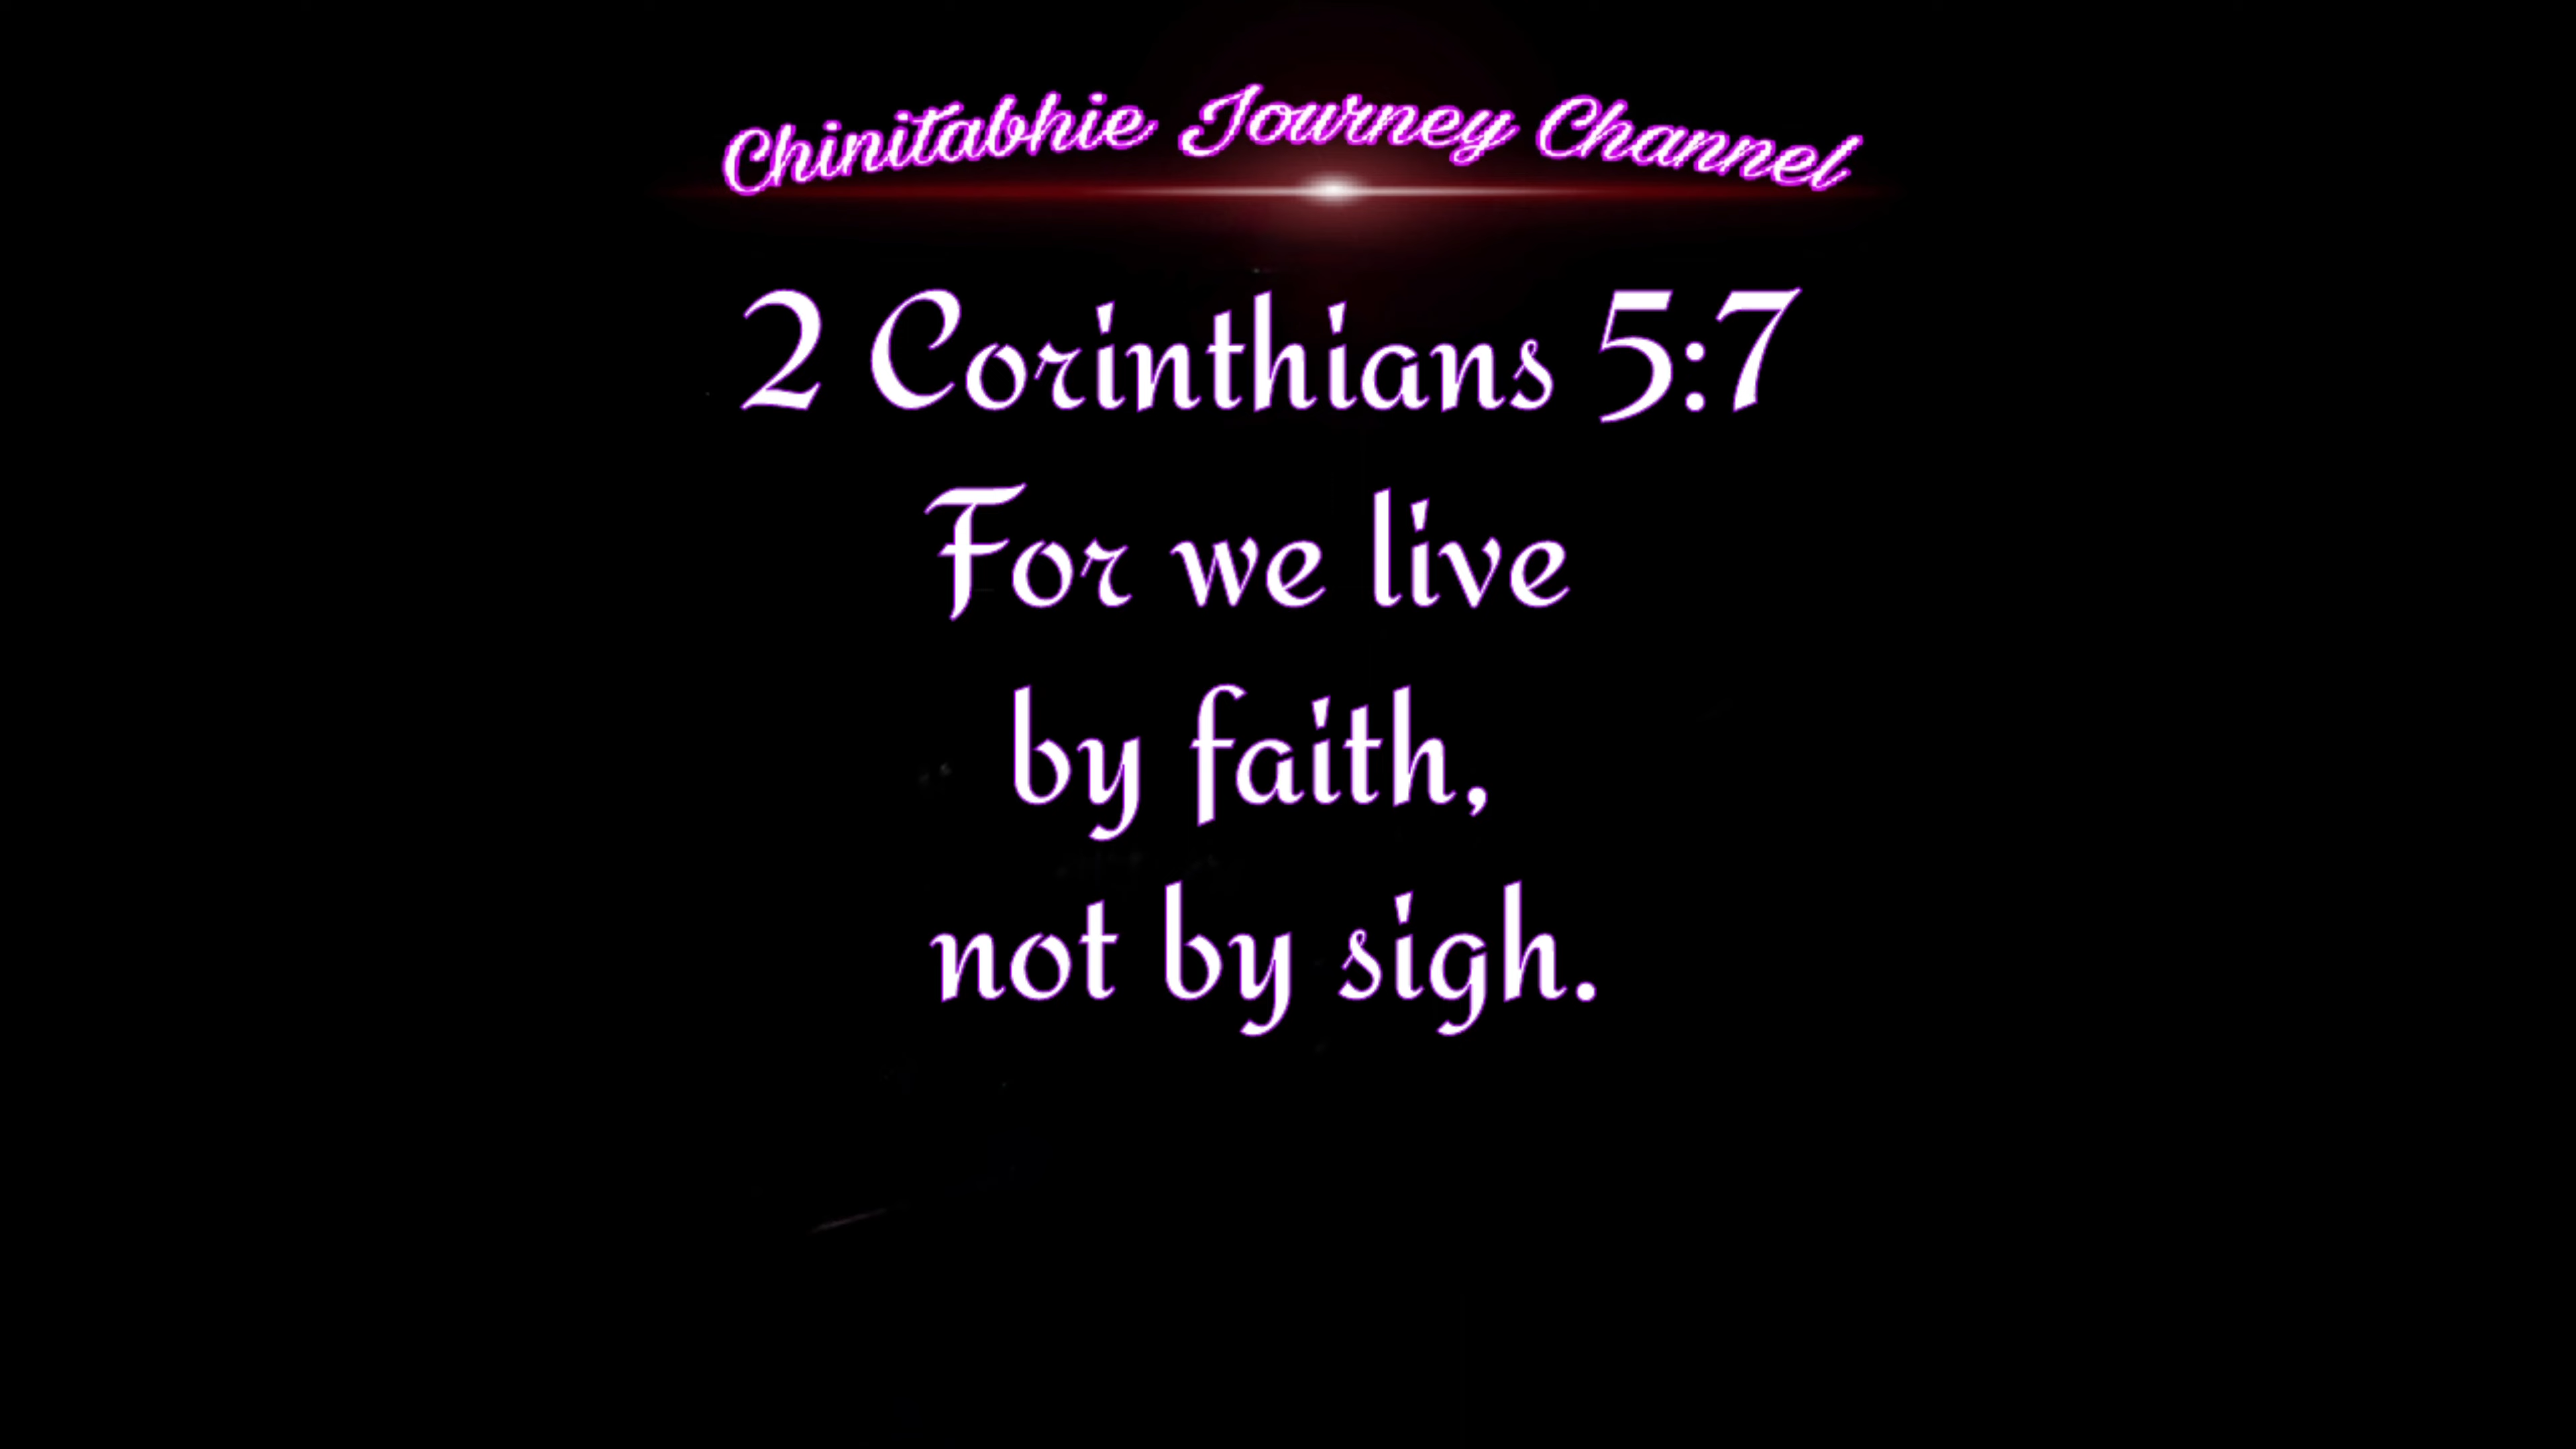 Chinitabhie Journey Channel
2 Corinthians 5:7
For we live
by faith,
not by sigh.